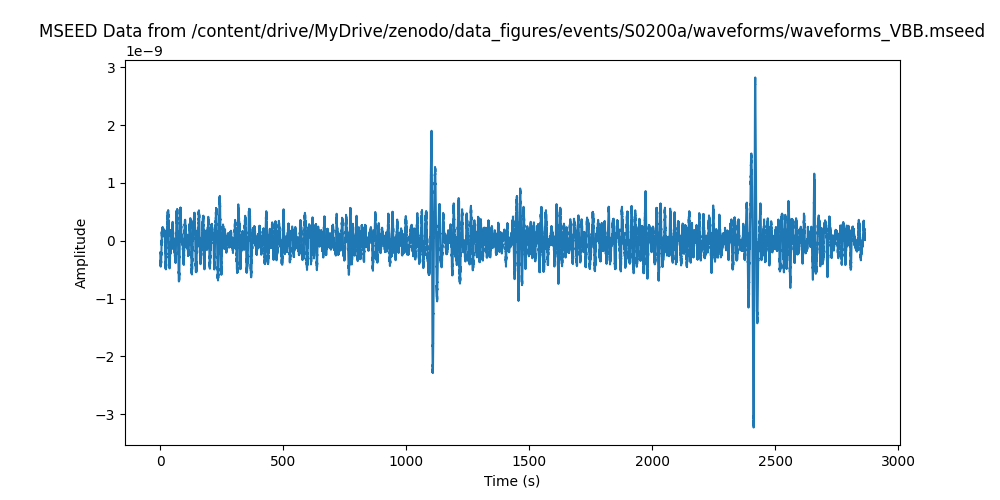 MSEED Data from /content/drive/MyDrive/zenodo/data_figures/events/S0200a/waveforms/waveforms_VBB.mseed
1e−9
3
2
1
0
−1
−2
−3
Amplitude
0 500 1000 1500 2000 2500 3000
Time (s)